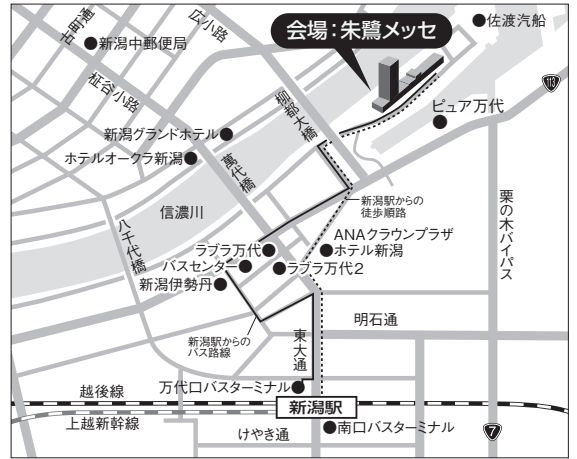 古町通
広小路
会場：朱鷺メッセ
佐渡汽船
新潟中郵便局
柾谷小路
113
ピュア万代
柳都大橋
新潟グランドホテル
ホテルオークラ新潟
萬代橋
新潟駅からの
徒歩順路
栗の木バイパス
信濃川
八千代橋
ANAクラウンプラザ
ホテル新潟
ラブラ万代
バスセンター
ラブラ万代2
新潟伊勢丹
新潟駅からの
バス路線
東大通
明石通
万代口バスターミナル
越後線
新潟駅
上越新幹線
けやき通
南口バスターミナル
7